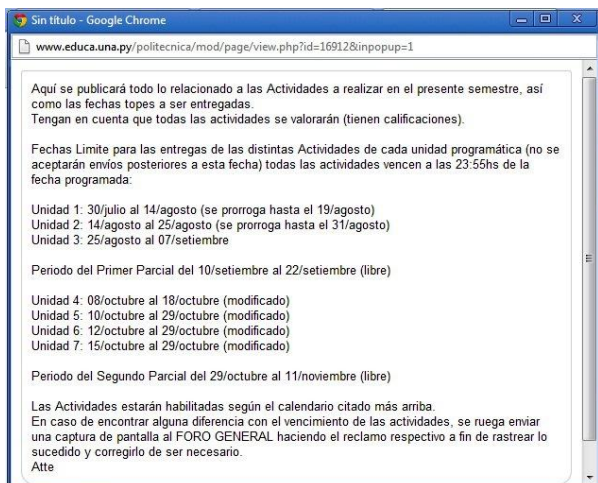 Sin título - Google Chrome
www.educa.una.py/politecnica/mod/page/view.php?id=16912&inpopup=1
Aquí se publicará todo lo relacionado a las Actividades a realizar en el presente semestre, así
como las fechas topes a ser entregadas.
Tengan en cuenta que todas las actividades se valorarán (tienen calificaciones).
Fechas Limite para las entregas de las distintas Actividades de cada unidad programática (no se
aceptarán envíos posteriores a esta fecha) todas las actividades vencen a las 23:55hs de la
fecha programada:
Unidad 1: 30/julio al 14/agosto (se prorroga hasta el 19/agosto)
Unidad 2: 14/agosto al 25/agosto (se prorroga hasta el 31/agosto)
Unidad 3: 25/agosto al 07/setiembre
Periodo del Primer Parcial del 10/setiembre al 22/setiembre (libre)
Unidad 4: 08/octubre al 18/octubre (modificado)
Unidad 5: 10/octubre al 29/octubre (modificado)
Unidad 6: 12/octubre al 29/octubre (modificado)
Unidad 7: 15/octubre al 29/octubre (modificado)
Periodo del Segundo Parcial del 29/octubre al 11/noviembre (libre)
Las Actividades estarán habilitadas según el calendario citado más arriba.
En caso de encontrar alguna diferencia con el vencimiento de las actividades, se ruega enviar
una captura de pantalla al FORO GENERAL haciendo el reclamo respectivo a fin de rastrear lo
sucedido y corregirlo de ser necesario.
Atte